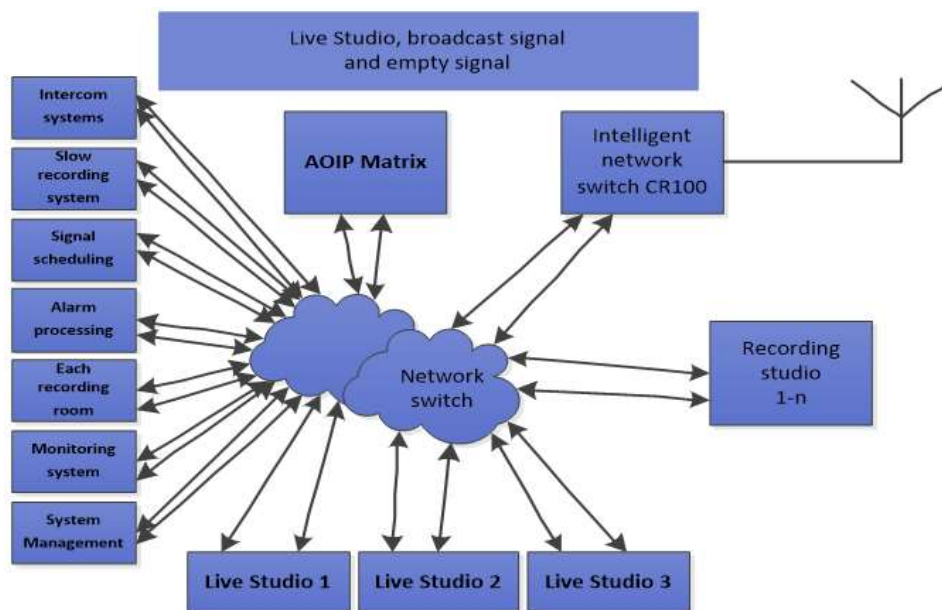 Live Studio, broadcast signal
and empty signal
Intercom
systems
Slow
recording
system
Signal
scheduling
Alarm
processing
Each
recording
room
Monitoring
system
System
Management
AOIP Matrix
Intelligent
network
switch CR100
Network
switch
Recording
studio
1-n
Live Studio 1
Live Studio 2
Live Studio 3